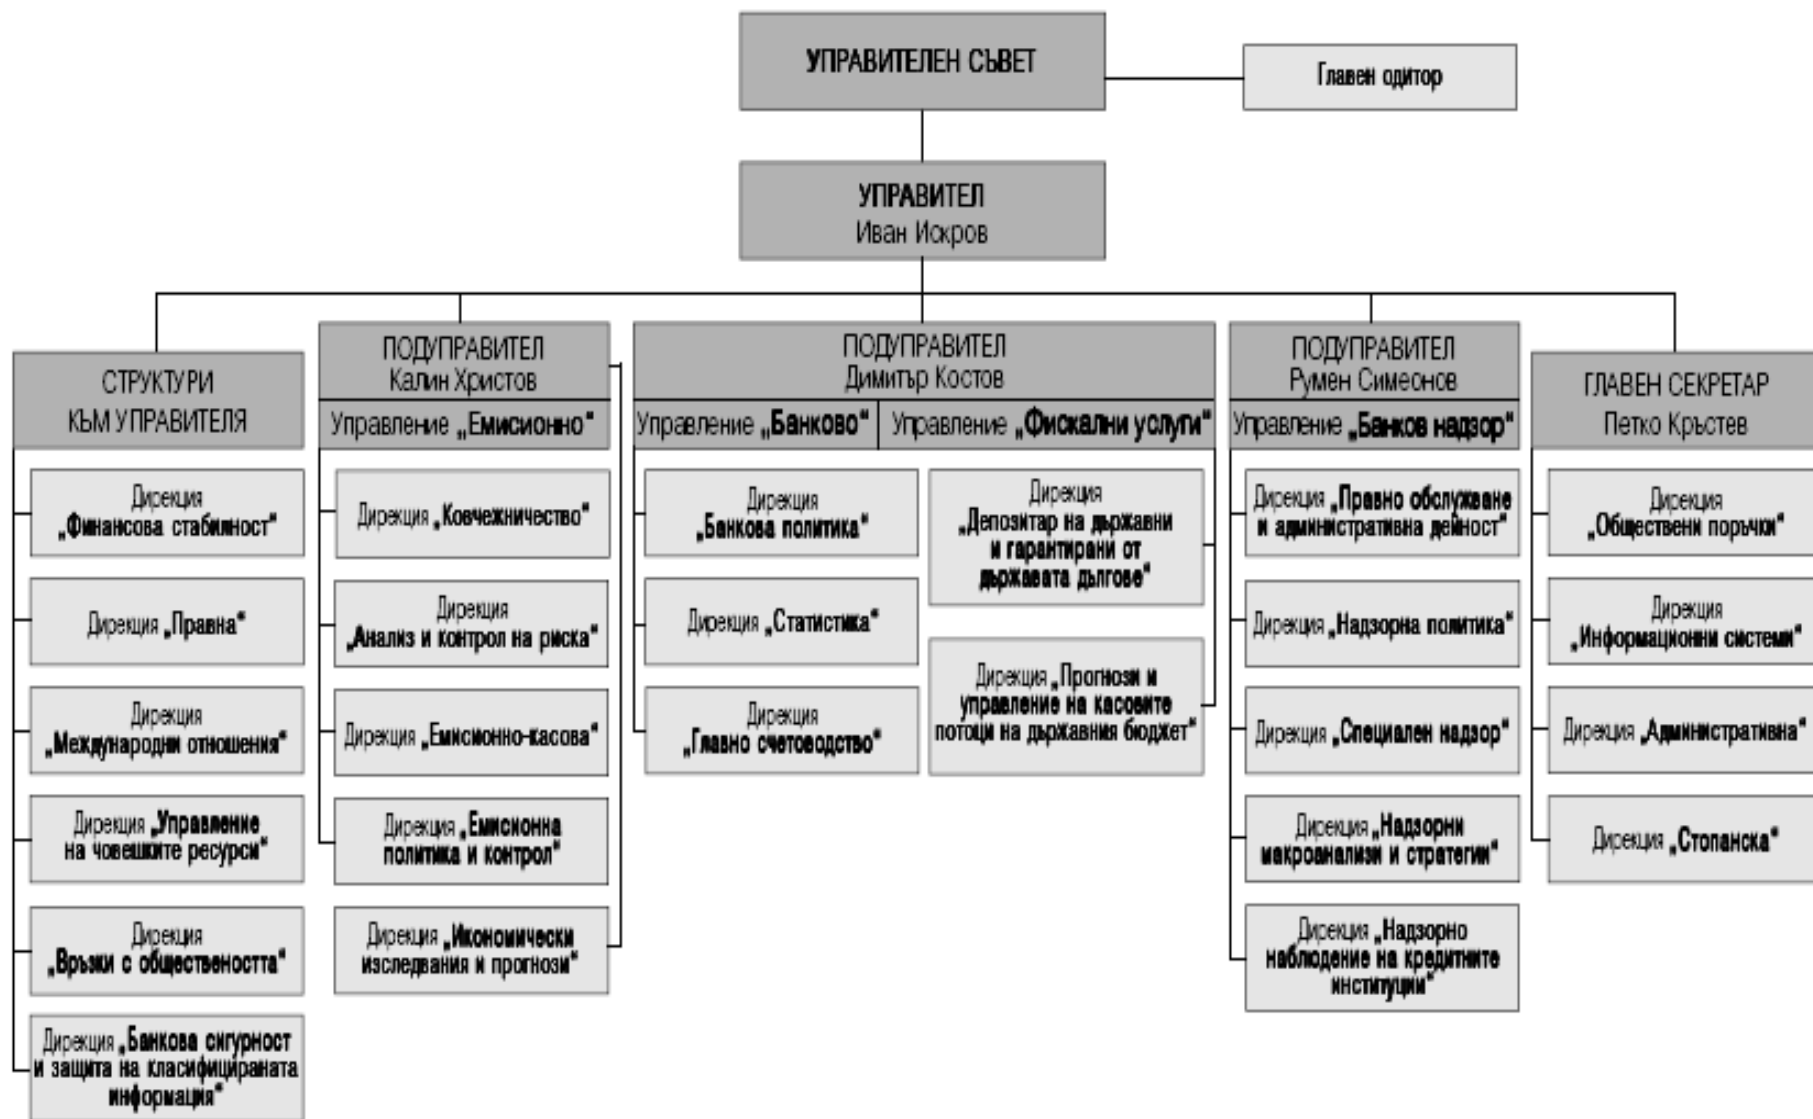 УПРАВИТЕЛЕН СЪВЕТ
Главен одитор
УПРАВИТЕЛ
Иван Искров
СТРУКТУРИ
КЪМ УПРАВИТЕЛЯ
Дирекция
„Финансова стабилност“
Дирекция „Правна“
Дирекция
„Международни отношения“
Дирекция „Управление
на човешките ресурси“
Дирекция
„Връзки с обществеността“
Дирекция „Банкова сигурност
и защита на класифицираната
информация“
ПОДУПРАВИТЕЛ
Калин Христов
Управление „Емисионно“
Дирекция „Ковчежничество“
Дирекция
„Анализ и контрол на риска“
Дирекция „Емисионно-касова“
Дирекция „Емисионна
политика и контрол“
Дирекция „Икономически
изследвания и прогнози“
ПОДУПРАВИТЕЛ
Димитър Костов
Управление „Банково“
Дирекция
„Банкова политика“
Дирекция „Статистика“
Дирекция
„Главно счетоводство“
Управление „Фискални услуги“
Дирекция
„Депозитар на държавни
и гарантирани от
държавата дългове“
Дирекция „Прогнози и
управление на касовите
потоци на държавния бюджет“
ПОДУПРАВИТЕЛ
Румен Симеонов
Управление „Банков надзор“
Дирекция „Правно обслужване
и административна дейност“
Дирекция „Надзорна политика“
Дирекция „Специален надзор“
Дирекция „Надзорни
макроанализи и стратегии“
Дирекция „Надзорно
наблюдение на кредитните
институции“
ГЛАВЕН СЕКРЕТАР
Петко Кръстев
Дирекция
„Обществени поръчки“
Дирекция
„Информационни системи“
Дирекция „Административна“
Дирекция „Стопанска“